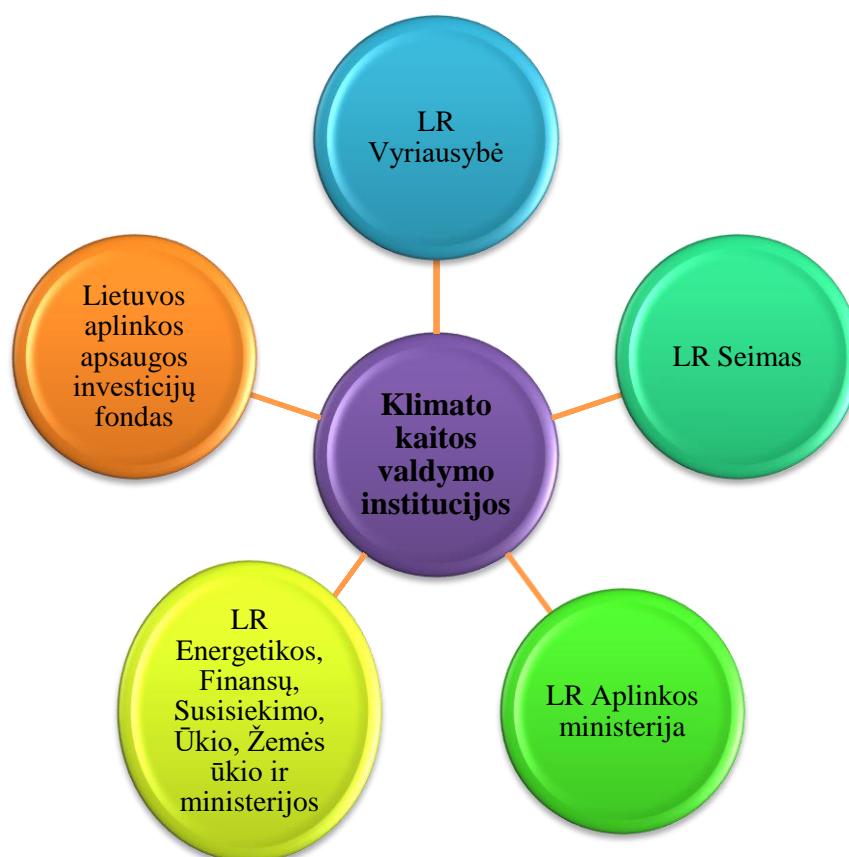 LR
Vyriausybė
Lietuvos
aplinkos
apsaugos
investicijų
fondas
LR Seimas
Klimato
kaitos
valdymo
institucijos
LR
Energetikos,
Finansų,
Susisiekimo,
Ūkio, Žemės
ūkio ir
ministerijos
LR Aplinkos
ministerija